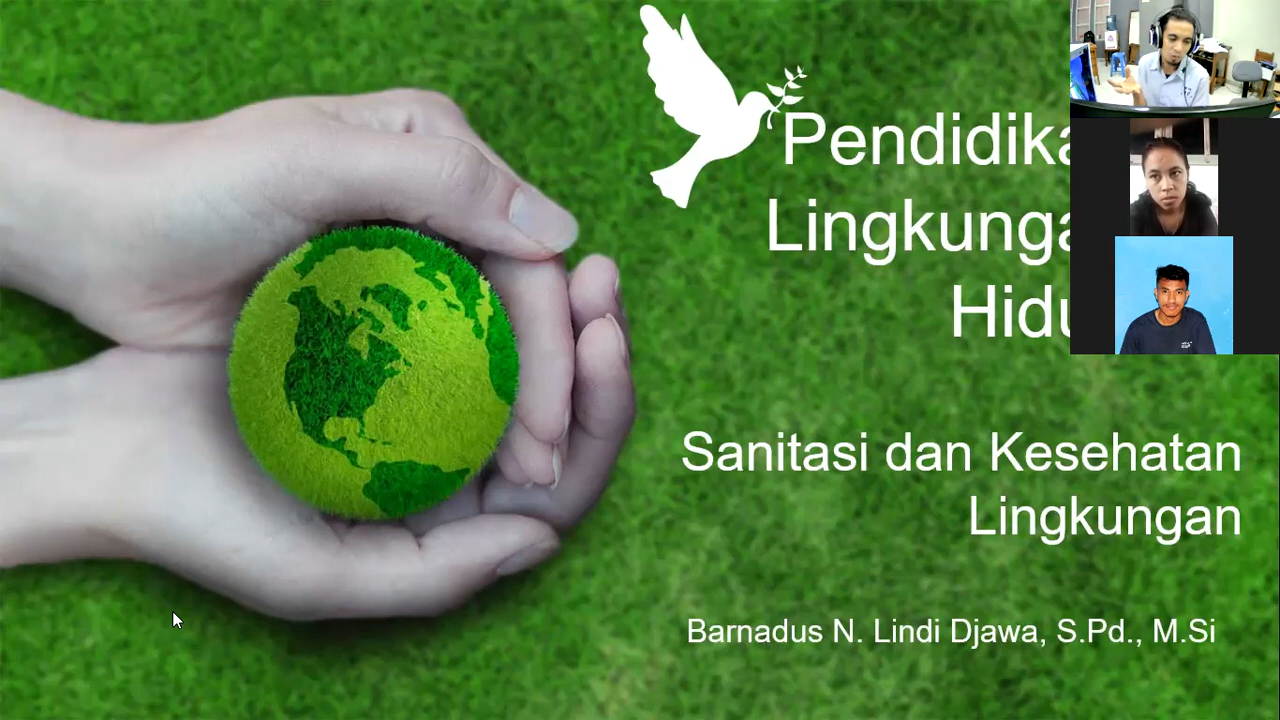 Pendidika
Lingkunga
Hidu
Sanitasi dan Kesehatan
Lingkungan
Barnadus N. Lindi Djawa, S.Pd., M.Si